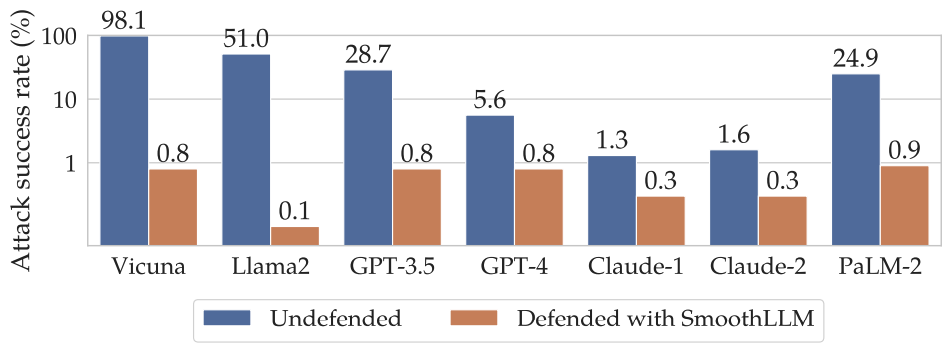 Attack success rate (%)
100
10
1
98.1
0.8
51.0
0.1
28.7
0.8
5.6
0.8
1.3
0.3
1.6
0.3
24.9
0.9
Vicuna
Llama2
GPT-3.5
GPT-4
Claude-1
Claude-2
PaLM-2
Undefended
Defended with SmoothLLM